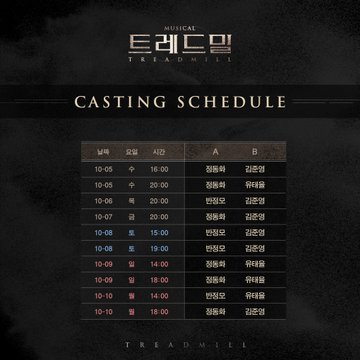 MUSICAL
트레드밀
TREADMILL
CASTING SCHEDULE
날짜 요일 시간 A B
10-05 수 16:00 정동화 김준영
10-05 수 20:00 정동화 유태율
10-06 목 20:00 반정모 김준영
10-07 금 20:00 정동화 김준영
10-08 토 15:00 반정모 김준영
10-08 토 19:00 반정모 김준영
10-09 일 14:00 정동화 유태율
10-09 일 18:00 정동화 유태율
10-10 월 14:00 반정모 유태율
10-10 월 18:00 정동화 김준영
TREADMILL